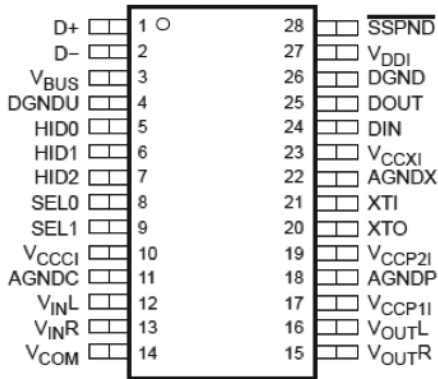 D+ 1 28 SSPND
D− 2 27 VDDI
VBUS 3 26 DGND
DGNDU 4 25 DOUT
HID0 5 24 DIN
HID1 6 23 VCCXI
HID2 7 22 AGNDX
SEL0 8 21 XTI
SEL1 9 20 XTO
VCCCI 10 19 VCCP2I
AGNDC 11 18 AGNDP
VINL 12 17 VCCP1I
VINR 13 16 VOUTL
VCOM 14 15 VOUTR